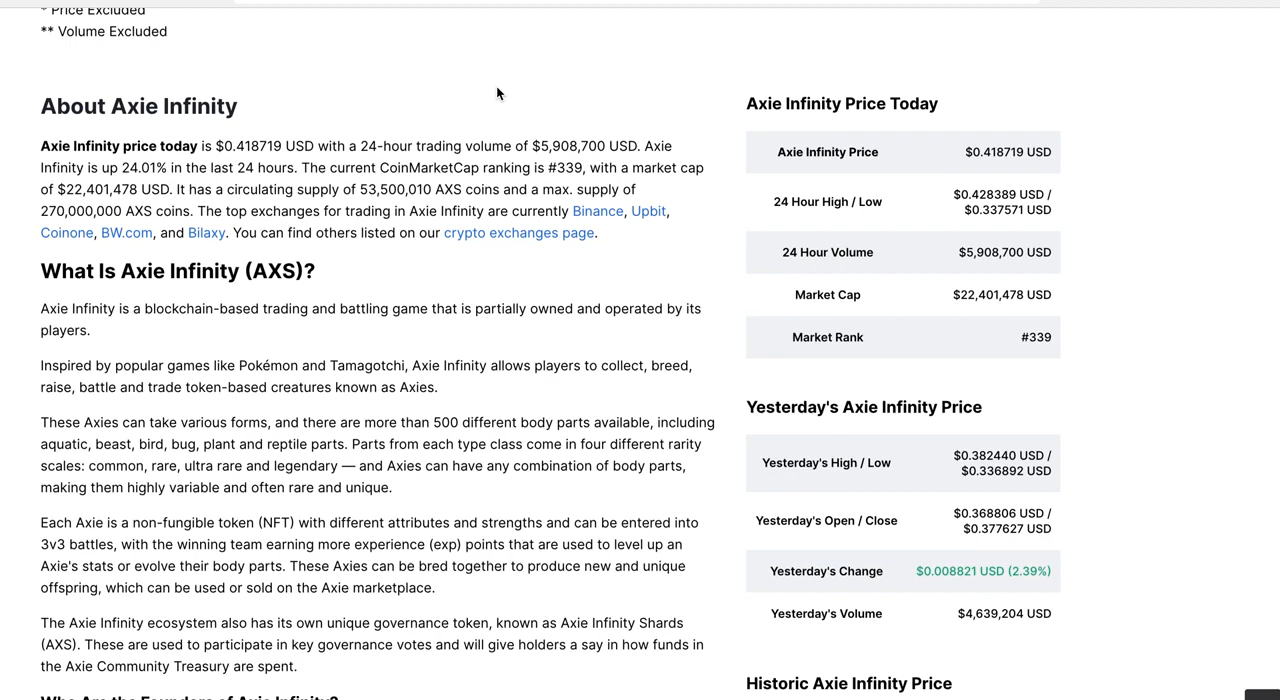 * Price Excluded
** Volume Excluded
About Axie Infinity
Axie Infinity price today is $0.418719 USD with a 24-hour trading volume of $5,908,700 USD. Axie
Infinity is up 24.01% in the last 24 hours. The current CoinMarketCap ranking is #339, with a market cap
of $22,401,478 USD. It has a circulating supply of 53,500,010 AXS coins and a max. supply of
270,000,000 AXS coins. The top exchanges for trading in Axie Infinity are currently Binance, Upbit,
Coinone, BW.com, and Bilaxy. You can find others listed on our crypto exchanges page.
What Is Axie Infinity (AXS)?
Axie Infinity is a blockchain-based trading and battling game that is partially owned and operated by its
players.
Inspired by popular games like Pokémon and Tamagotchi, Axie Infinity allows players to collect, breed,
raise, battle and trade token-based creatures known as Axies.
These Axies can take various forms, and there are more than 500 different body parts available, including
aquatic, beast, bird, bug, plant and reptile parts. Parts from each type class come in four different rarity
scales: common, rare, ultra rare and legendary — and Axies can have any combination of body parts,
making them highly variable and often rare and unique.
Each Axie is a non-fungible token (NFT) with different attributes and strengths and can be entered into
3v3 battles, with the winning team earning more experience (exp) points that are used to level up an
Axie's stats or evolve their body parts. These Axies can be bred together to produce new and unique
offspring, which can be used or sold on the Axie marketplace.
The Axie Infinity ecosystem also has its own unique governance token, known as Axie Infinity Shards
(AXS). These are used to participate in key governance votes and will give holders a say in how funds in
the Axie Community Treasury are spent.
Who Are the Founders of Axie Infinity?
Axie Infinity Price Today
Axie Infinity Price $0.418719 USD
24 Hour High / Low $0.428389 USD /
$0.337571 USD
24 Hour Volume $5,908,700 USD
Market Cap $22,401,478 USD
Market Rank #339
Yesterday's Axie Infinity Price
Yesterday's High / Low $0.382440 USD /
$0.336892 USD
Yesterday's Open / Close $0.368806 USD /
$0.377627 USD
Yesterday's Change $0.008821 USD (2.39%)
Yesterday's Volume $4,639,204 USD
Historic Axie Infinity Price